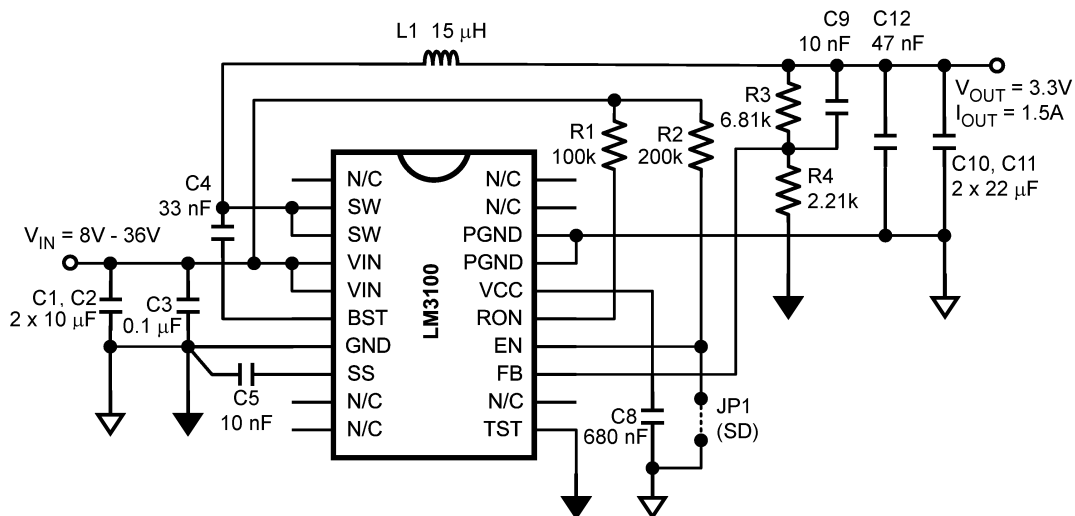 L1 15 μH
C9
10 nF
C12
47 nF
V_OUT = 3.3V
I_OUT = 1.5A
R3
6.81k
R1
100k
R2
200k
C10, C11
2 x 22 μF
R4
2.21k
C4
33 nF
V_IN = 8V - 36V
C1, C2
2 x 10 μF
C3
0.1 μF
C5
10 nF
N/C
SW
SW
VIN
VIN
BST
GND
SS
N/C
N/C
LM3100
N/C
N/C
PGND
PGND
VCC
RON
EN
FB
N/C
TST
C8
680 nF
JP1
(SD)